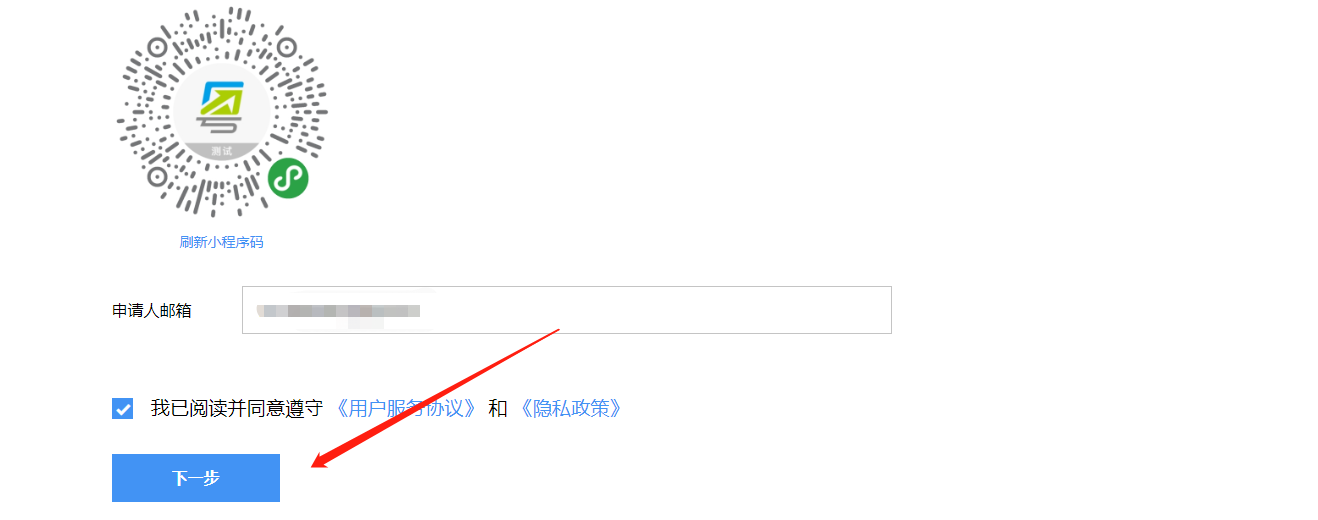 测试
刷新小程序码
申请人邮箱
我已阅读并同意遵守 《用户服务协议》 和 《隐私政策》
下一步